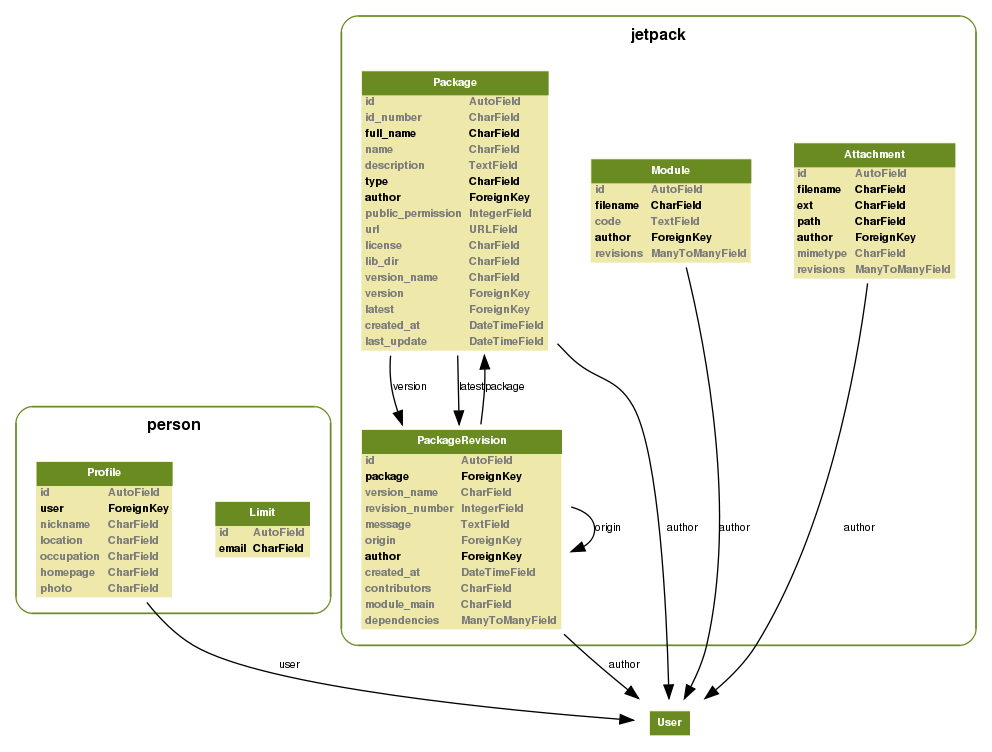 jetpack
Package
id AutoField
id_number CharField
full_name CharField
name CharField
description TextField
type CharField
author ForeignKey
public_permission IntegerField
url URLField
license CharField
lib_dir CharField
version_name CharField
version ForeignKey
latest ForeignKey
created_at DateTimeField
last_update DateTimeField
Module
id AutoField
filename CharField
code TextField
author ForeignKey
revisions ManyToManyField
Attachment
id AutoField
filename CharField
ext CharField
path CharField
author ForeignKey
mimetype CharField
revisions ManyToManyField
version
latest
package
person
Profile
id AutoField
user ForeignKey
nickname CharField
location CharField
occupation CharField
homepage CharField
photo CharField
Limit
id AutoField
email CharField
PackageRevision
id AutoField
package ForeignKey
version_name CharField
revision_number IntegerField
message TextField
origin ForeignKey
author ForeignKey
created_at DateTimeField
contributors CharField
module_main CharField
dependencies ManyToManyField
origin
author
author
author
user
author
User